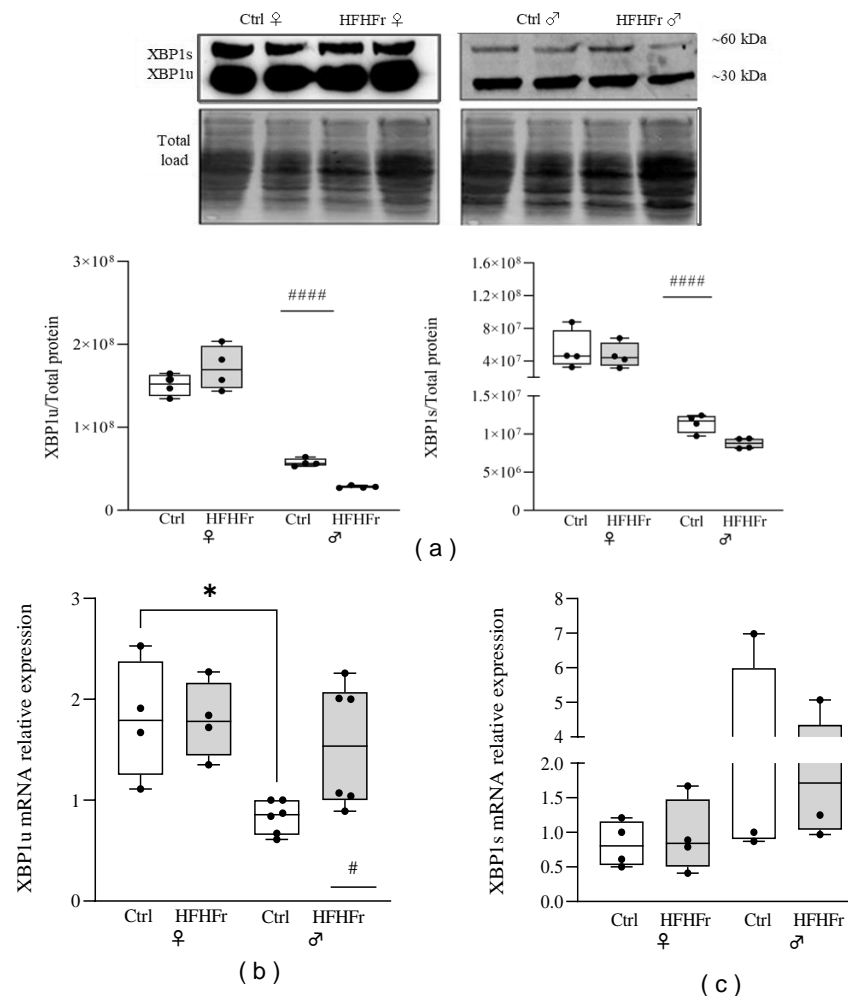 Ctrl ♀ HFHFr ♀ Ctrl ♂ HFHFr ♂
XBP1s ~60 kDa
XBP1u ~30 kDa
Total
load
XBP1u/Total protein
3×10⁸
2×10⁸
1×10⁸
0
####
Ctrl HFHFr Ctrl HFHFr
♀ ♂
XBP1s/Total protein
1.6×10⁸
1.2×10⁸
8×10⁷
4×10⁷
1×10⁷
5×10⁶
0
####
Ctrl HFHFr Ctrl HFHFr
♀ ♂
(a)
XBP1u mRNA relative expression
3
2
1
0
*
#
Ctrl HFHFr Ctrl HFHFr
♀ ♂
(b)
XBP1s mRNA relative expression
8
7
6
5
4
2.0
1.5
1.0
0.5
0.0
Ctrl HFHFr Ctrl HFHFr
♀ ♂
(c)